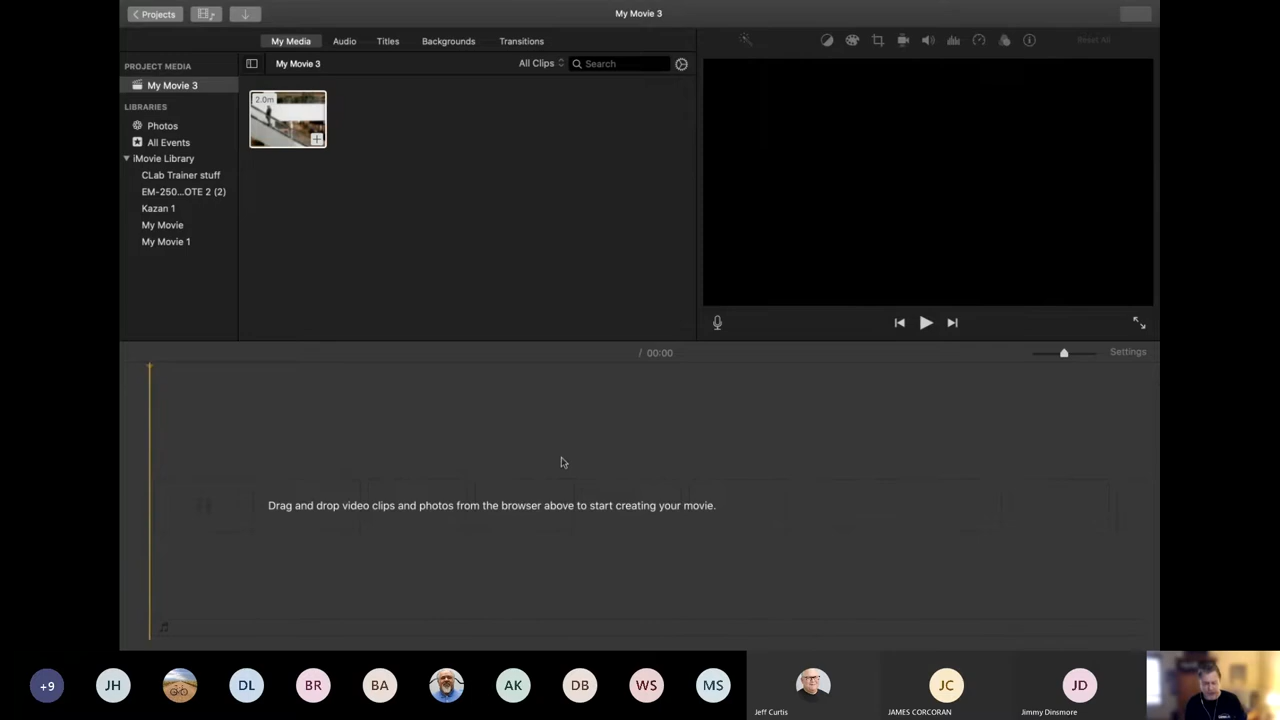 Projects
My Movie 3
My Media
Audio
Titles
Backgrounds
Transitions
Reset All
PROJECT MEDIA
My Movie 3
All Clips
Search
My Movie 3
2.0m
LIBRARIES
Photos
All Events
iMovie Library
CLab Trainer stuff
EM-250...OTE 2 (2)
Kazan 1
My Movie
My Movie 1
/ 00:00
Settings
Drag and drop video clips and photos from the browser above to start creating your movie.
+9
JH
DL
BR
BA
AK
DB
WS
MS
JC
JD
Jeff Curtis
JAMES CORCORAN
Jimmy Dinsmore